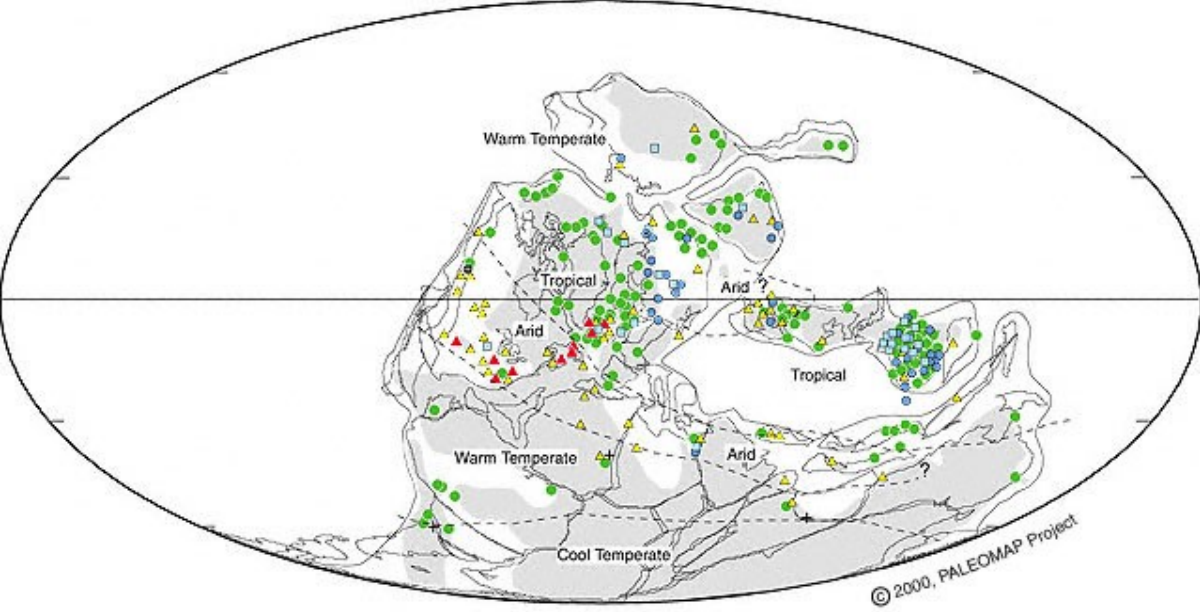 Warm Temperate
Tropical
Arid ?
Arid
Tropical
Warm Temperate
Arid
?
Cool Temperate
© 2000, PALEOMAP Project